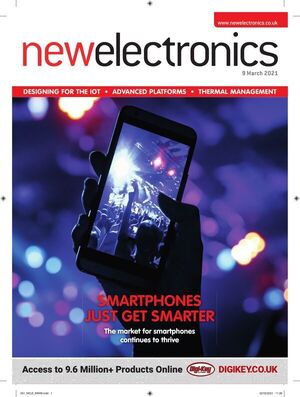 www.newelectronics.co.uk
newelectronics
9 March 2021
DESIGNING FOR THE IOT • ADVANCED PLATFORMS • THERMAL MANAGEMENT
SMARTPHONES
JUST GET SMARTER
The market for smartphones
continues to thrive
Access to 9.6 Million+ Products Online Digi-Key DIGIKEY.CO.UK